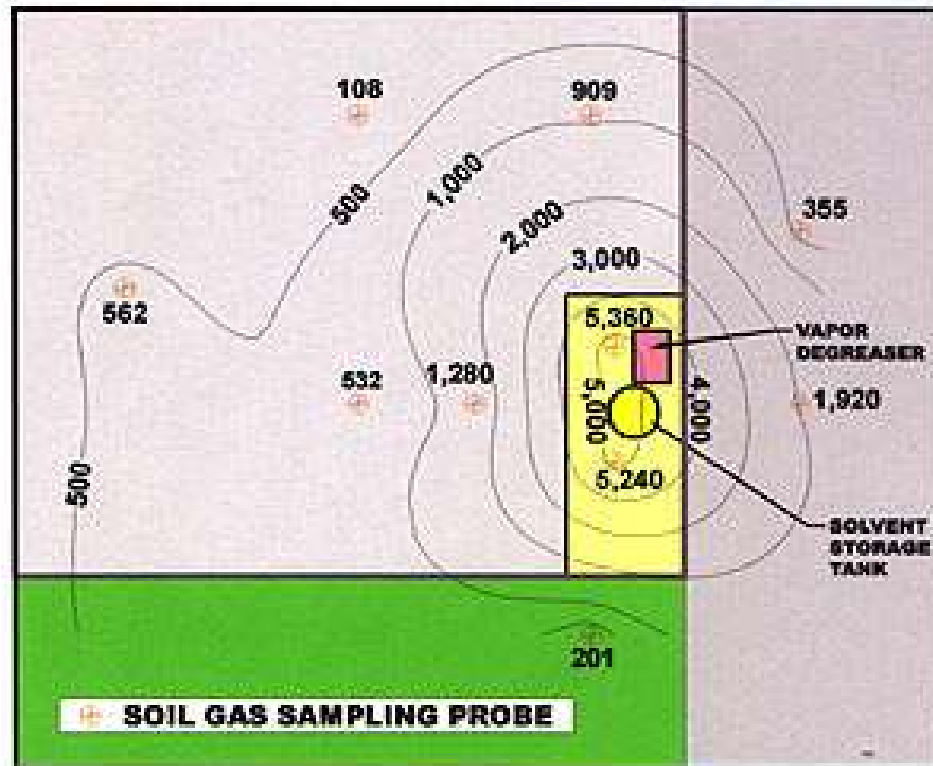 108
909
500
1,000
2,000
355
3,000
562
5,360
VAPOR
DEGREASER
532
1,280
5,000
4,000
1,920
500
5,240
SOLVENT
STORAGE
TANK
201
SOIL GAS SAMPLING PROBE